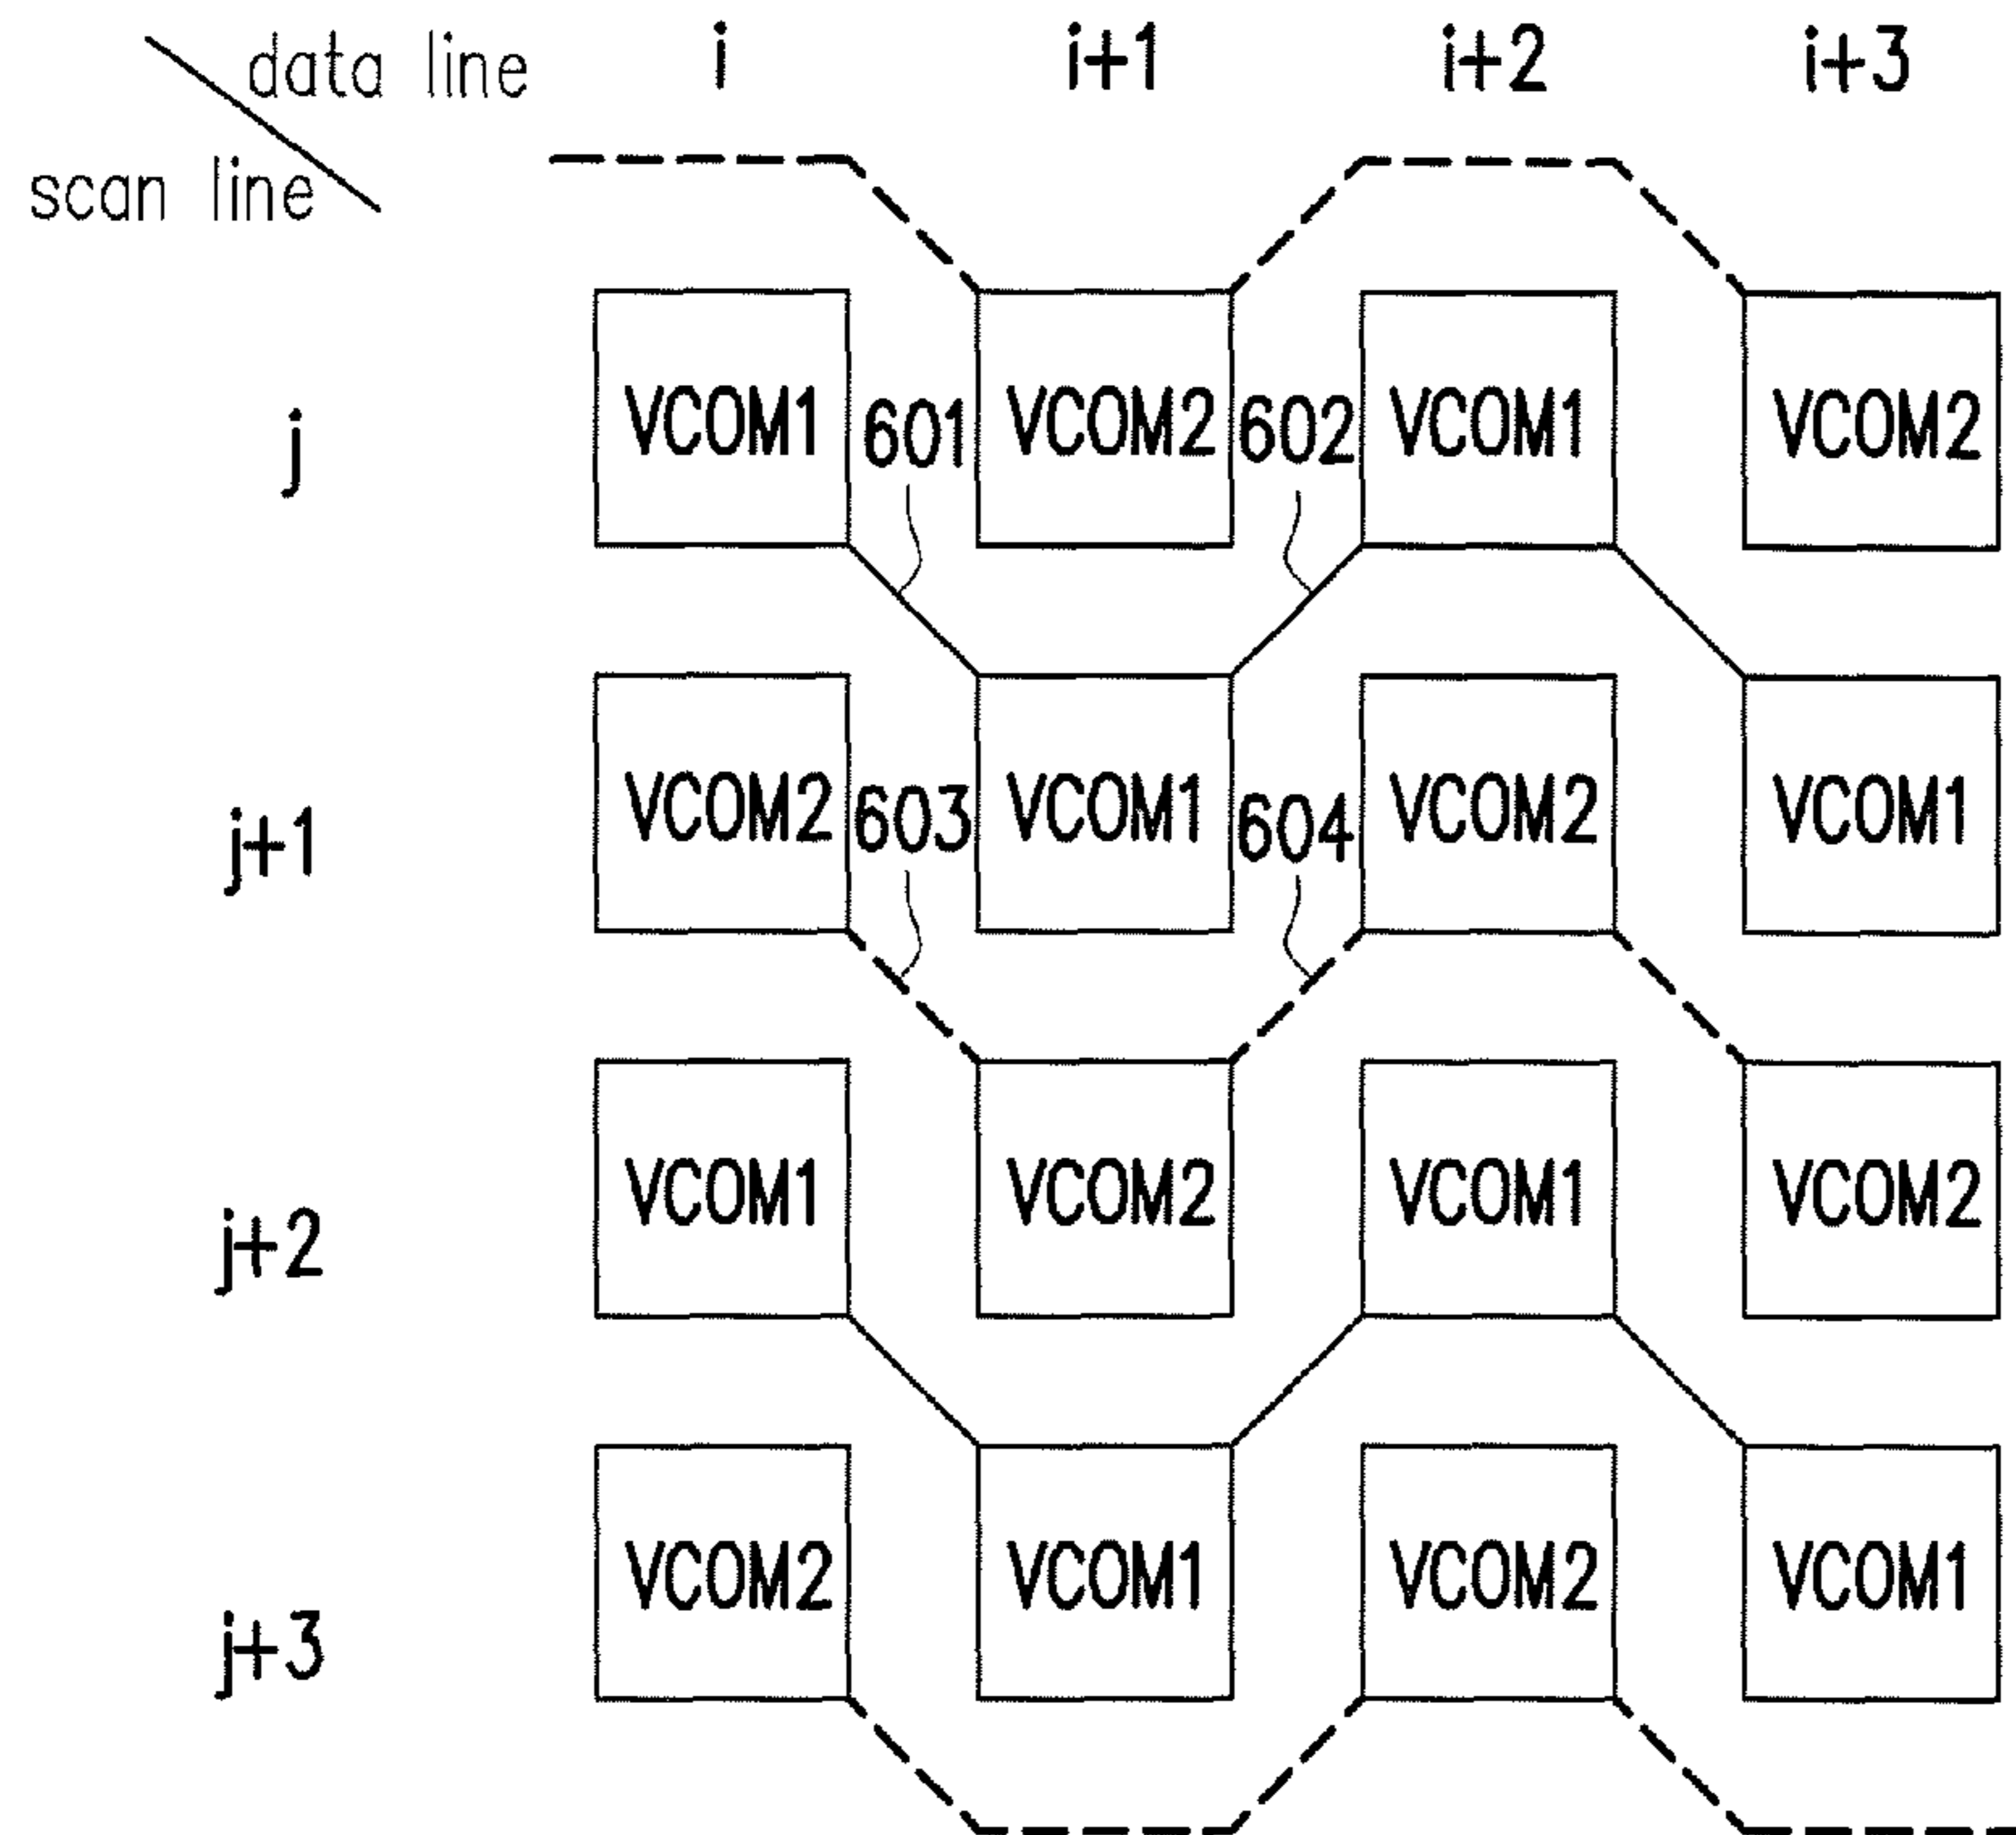 data line i i+1 i+2 i+3
scan line
j VCOM1 601 VCOM2 602 VCOM1 VCOM2
j+1 VCOM2 603 VCOM1 604 VCOM2 VCOM1
j+2 VCOM1 VCOM2 VCOM1 VCOM2
j+3 VCOM2 VCOM1 VCOM2 VCOM1